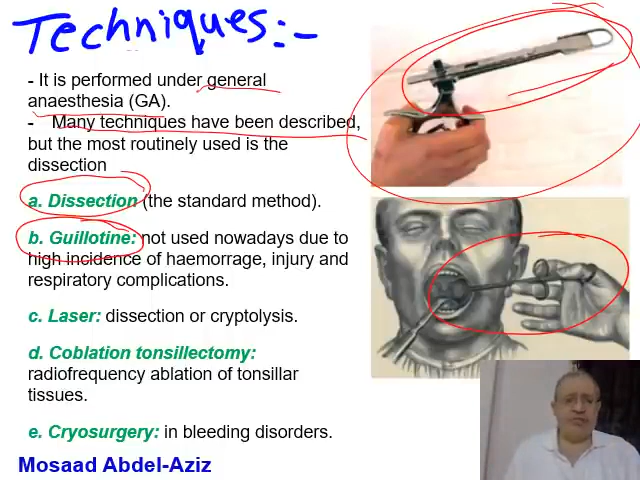 Techniques:-
- It is performed under general
anaesthesia (GA).
- Many techniques have been described,
but the most routinely used is the
dissection
a. Dissection (the standard method).
b. Guillotine: not used nowadays due to
high incidence of haemorrage, injury and
respiratory complications.
c. Laser: dissection or cryptolysis.
d. Coblation tonsillectomy:
radiofrequency ablation of tonsillar
tissues.
e. Cryosurgery: in bleeding disorders.
Mosaad Abdel-Aziz